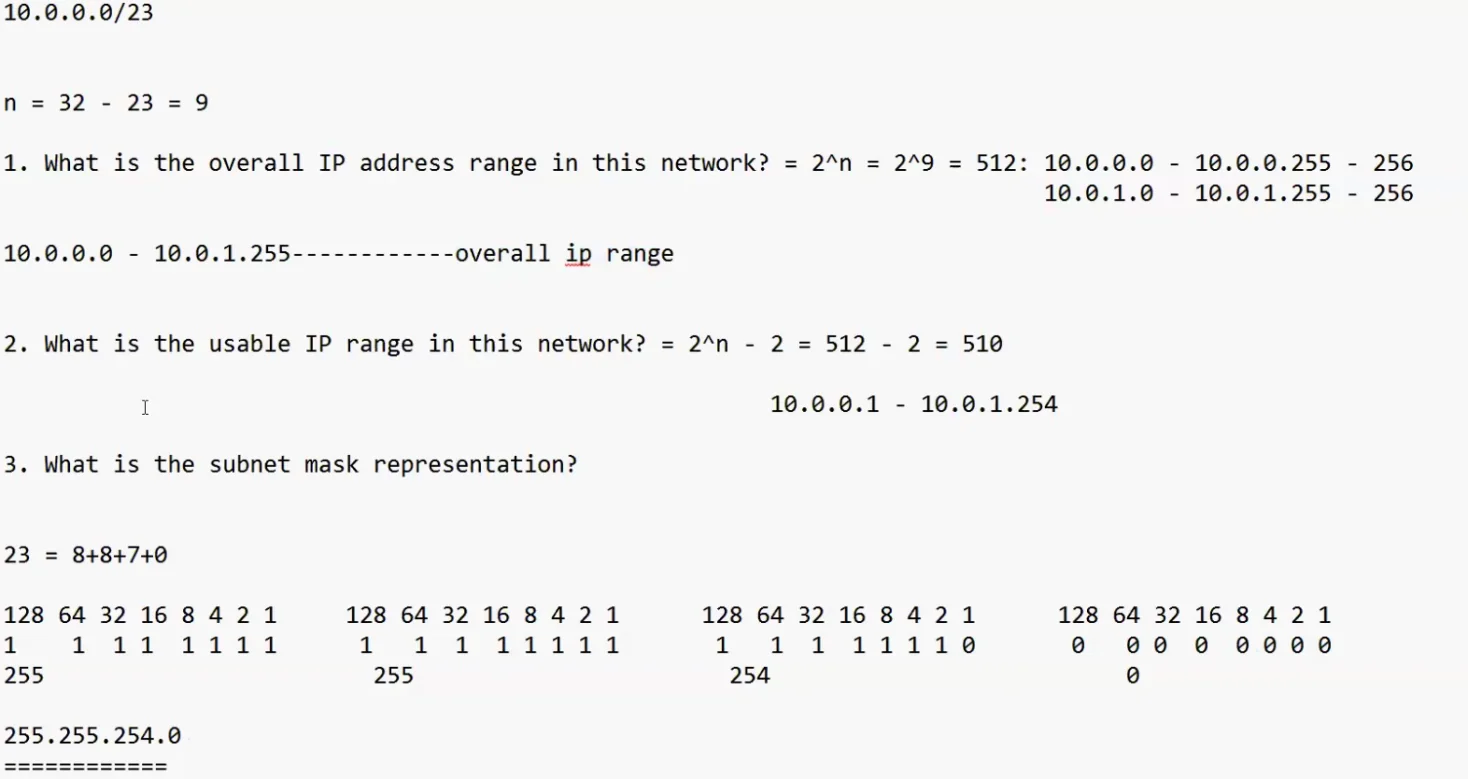 10.0.0.0/23
n = 32 - 23 = 9
1. What is the overall IP address range in this network? = 2^n = 2^9 = 512: 10.0.0.0 - 10.0.0.255 - 256
10.0.1.0 - 10.0.1.255 - 256
10.0.0.0 - 10.0.1.255------------overall ip range
2. What is the usable IP range in this network? = 2^n - 2 = 512 - 2 = 510
10.0.0.1 - 10.0.1.254
3. What is the subnet mask representation?
23 = 8+8+7+0
128 64 32 16 8 4 2 1     128 64 32 16 8 4 2 1      128 64 32 16 8 4 2 1      128 64 32 16 8 4 2 1
1    1  1 1  1 1 1 1      1   1  1  1 1 1 1 1       1   1  1  1 1 1 1 0       0   0 0  0  0 0 0 0
255                        255                       254                          0
255.255.254.0
============